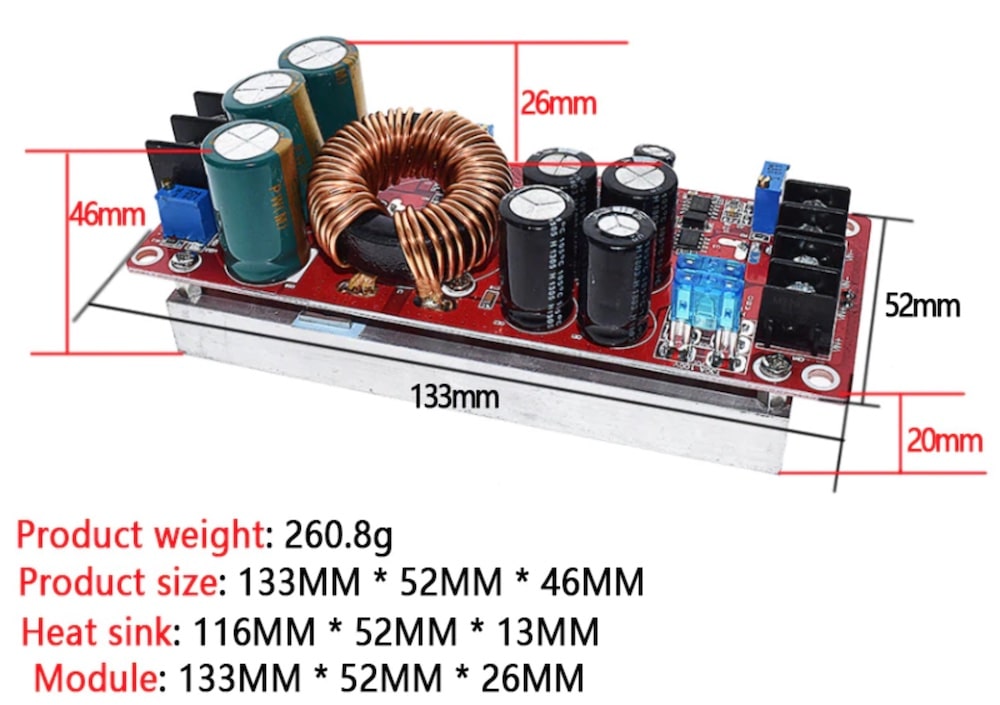 26mm
46mm
52mm
133mm
20mm
Product weight: 260.8g
Product size: 133MM * 52MM * 46MM
Heat sink: 116MM * 52MM * 13MM
Module: 133MM * 52MM * 26MM